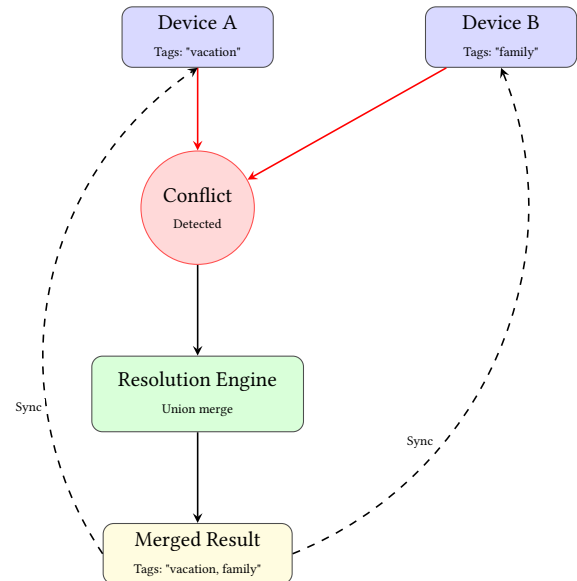 Device A
Tags: "vacation"
Device B
Tags: "family"
Conflict
Detected
Resolution Engine
Union merge
Sync
Sync
Merged Result
Tags: "vacation, family"